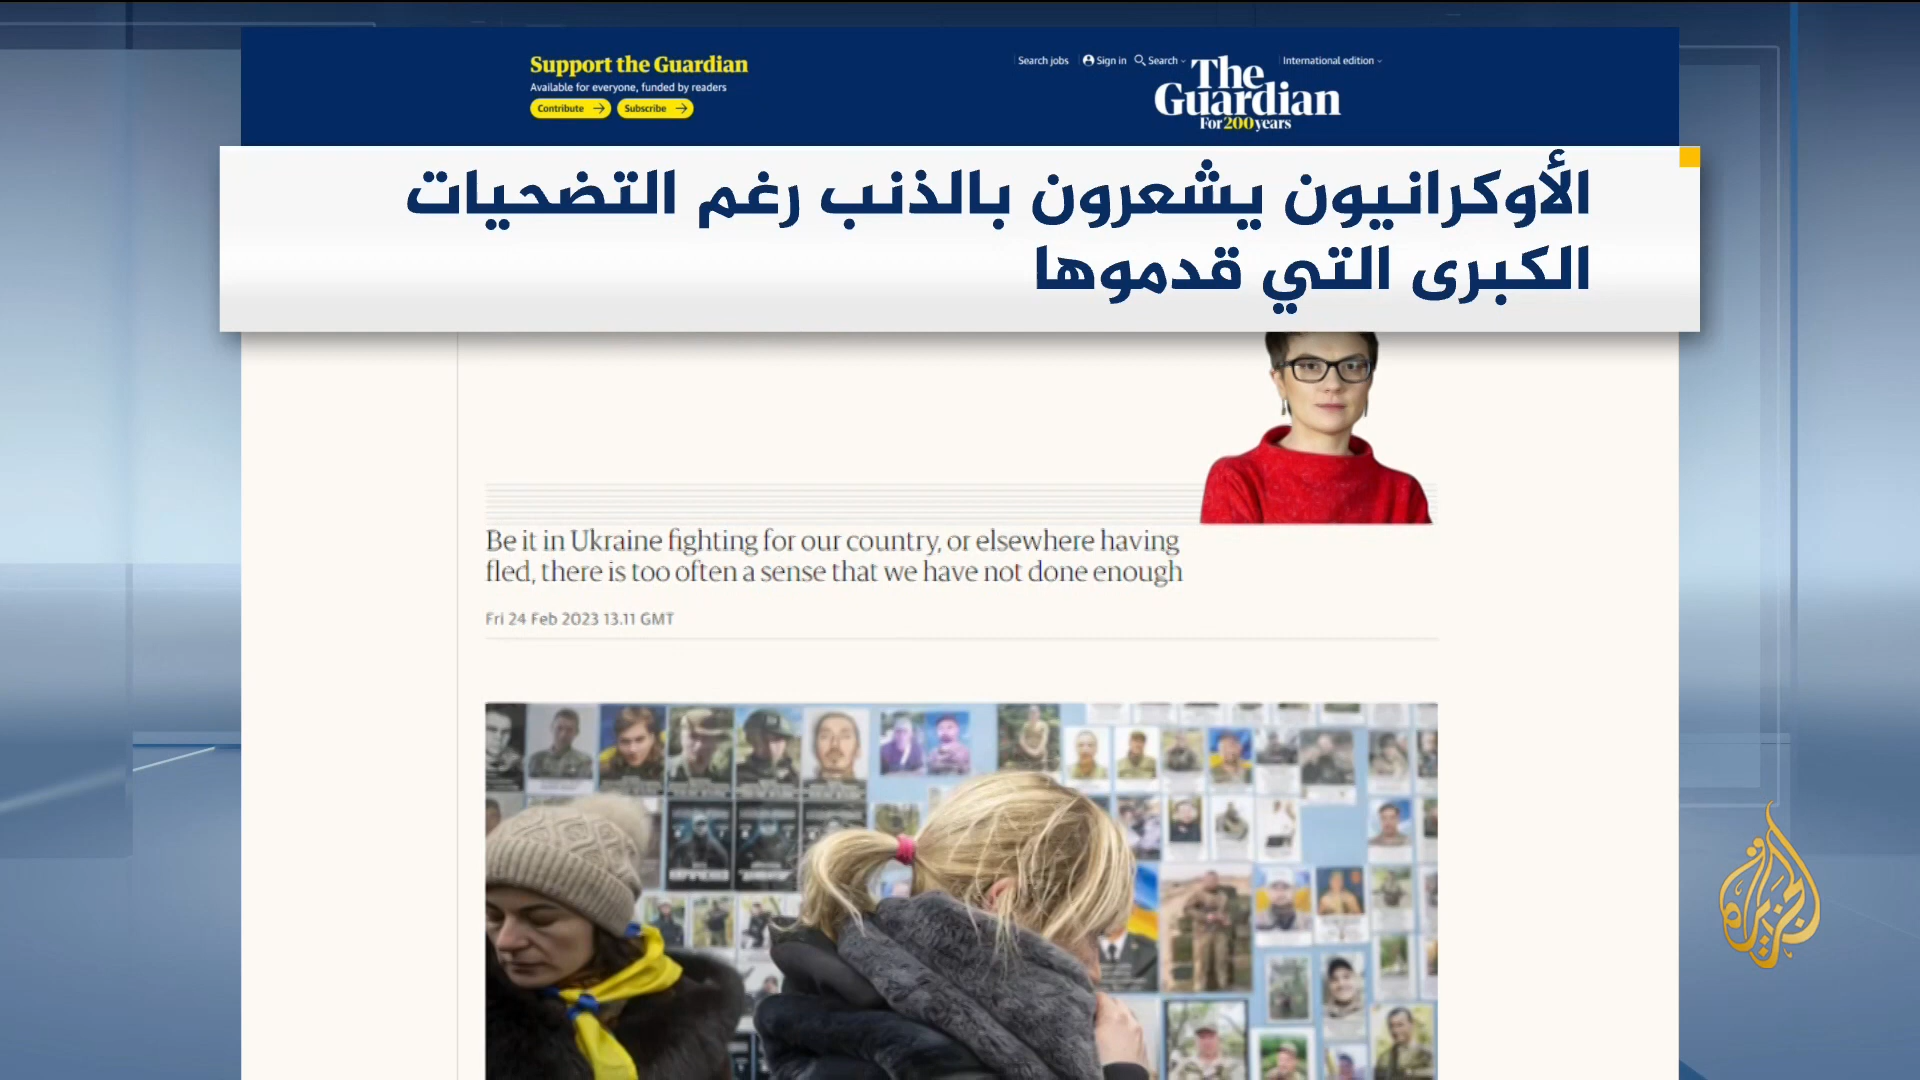 Support the Guardian
Available for everyone, funded by readers
Contribute
Subscribe
Search jobs
Sign in
Search
International edition
The
Guardian
For 200 years
الأوكرانيون يشعرون بالذنب رغم التضحيات
الكبرى التي قدموها
Be it in Ukraine fighting for our country, or elsewhere having
fled, there is too often a sense that we have not done enough
Fri 24 Feb 2023 13.11 GMT
الجزيرة